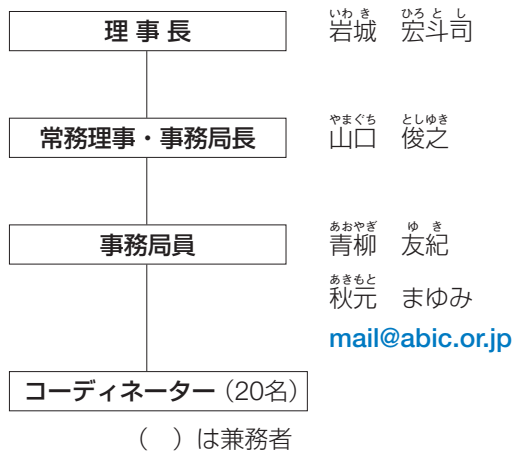 理事長
いわき ひろとし
岩城 宏斗司
常務理事・事務局長
やまぐち としゆき
山口 俊之
事務局員
あおやぎ ゆき
青柳 友紀
あきもと
秋元 まゆみ
mail@abic.or.jp
コーディネーター（20名）
（ ）は兼務者